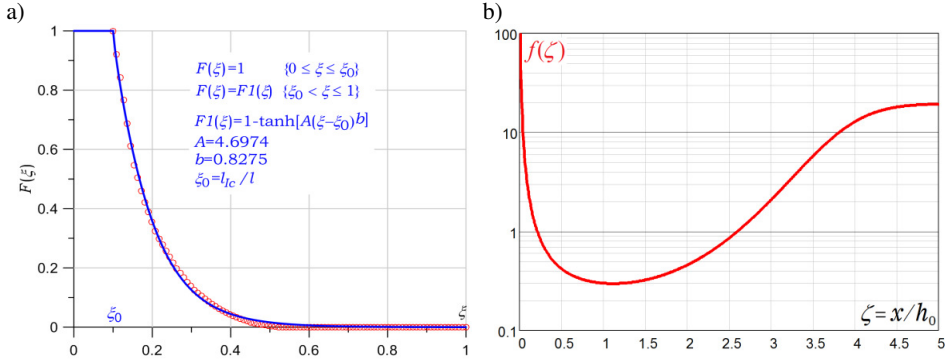 a)
F(ξ)=1 {0 ≤ ξ ≤ ξ₀}
F(ξ)=F1(ξ) {ξ₀ < ξ ≤ 1}
F1(ξ)=1-tanh[A(ξ−ξ₀)ᵇ]
A=4.6974
b=0.8275
ξ₀=l_Ic/l
F(ξ)
1
0.8
0.6
0.4
0.2
0
ξ₀
ξ
0 0.2 0.4 0.6 0.8 1
b)
f(ζ)
100
10
1
0.1
ζ=x/h₀
0 0.5 1 1.5 2 2.5 3 3.5 4 4.5 5